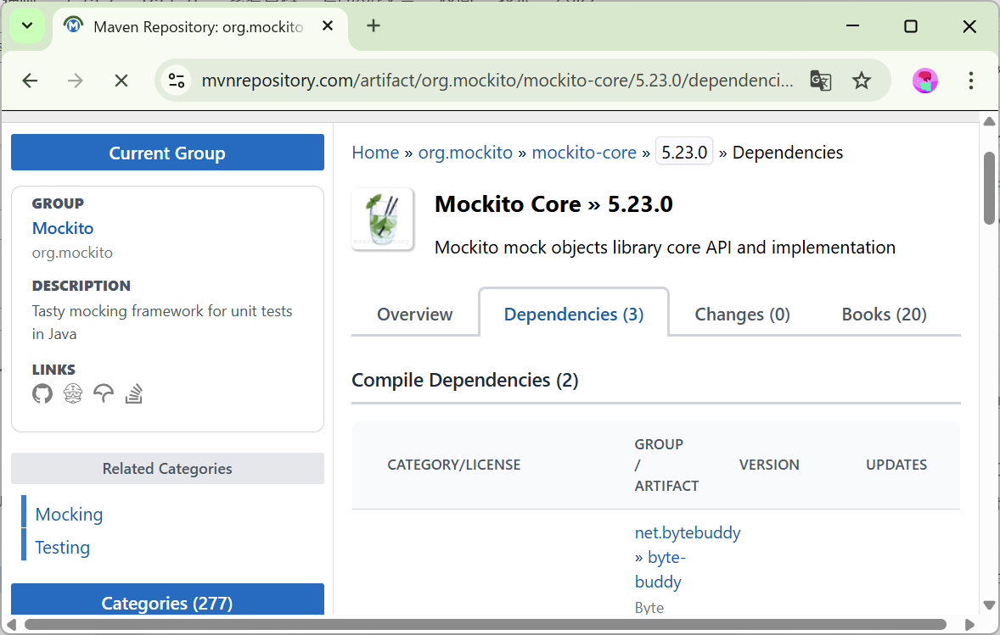 Maven Repository: org.mockito
mvnrepository.com/artifact/org.mockito/mockito-core/5.23.0/dependenci...
Current Group
GROUP
Mockito
org.mockito
DESCRIPTION
Tasty mocking framework for unit tests
in Java
LINKS
Related Categories
Mocking
Testing
Categories (277)
Home » org.mockito » mockito-core » 5.23.0 » Dependencies
Mockito Core » 5.23.0
Mockito mock objects library core API and implementation
Overview
Dependencies (3)
Changes (0)
Books (20)
Compile Dependencies (2)
CATEGORY/LICENSE
GROUP
/
ARTIFACT
VERSION
UPDATES
net.bytebuddy
» byte-
buddy
Byte